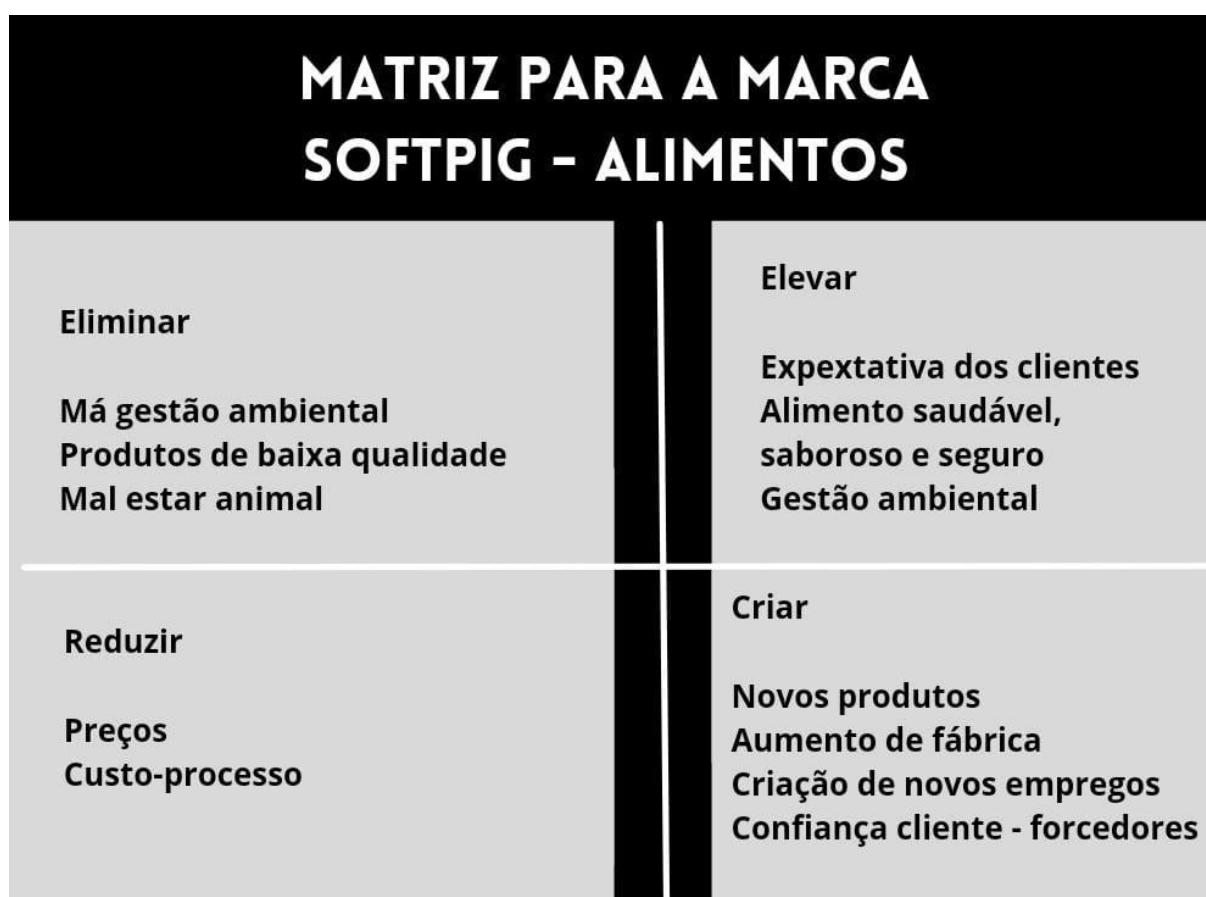 MATRIZ PARA A MARCA
SOFTPIG - ALIMENTOS
Eliminar
Má gestão ambiental
Produtos de baixa qualidade
Mal estar animal
Elevar
Expextativa dos clientes
Alimento saudável,
saboroso e seguro
Gestão ambiental
Reduzir
Preços
Custo-processo
Criar
Novos produtos
Aumento de fábrica
Criação de novos empregos
Confiança cliente - forcedores